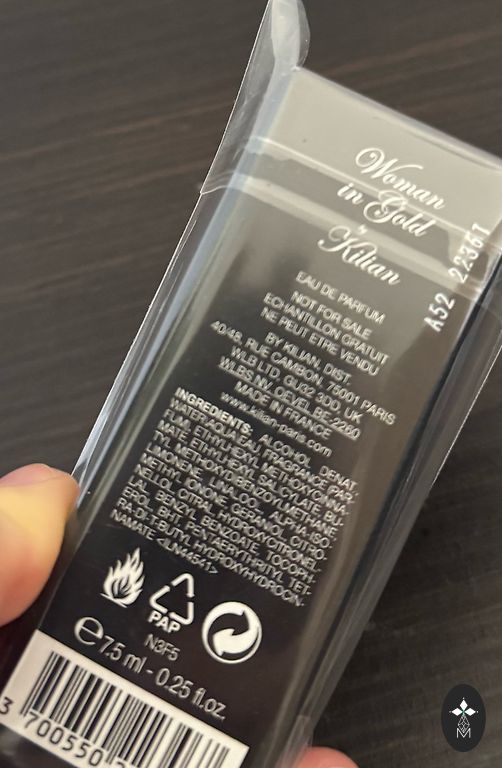 Woman
in Gold
by
Kilian
EAU DE PARFUM
NOT FOR SALE
ECHANTILLON GRATUIT
NE PEUT ETRE VENDU
BY KILIAN, DIST.
40/48, RUE CAMBON, 75001 PARIS
WLB LTD. GU32 3DD, UK
WLBS NV, OEVEL BE-2260
MADE IN FRANCE
www.kilian-paris.com
INGREDIENTS: ALCOHOL DENAT.,
WATER\AQUA\EAU, FRAGRANCE (PAR-
FUM), ETHYLHEXYL METHOXYCINNA-
MATE, ETHYLHEXYL SALICYLATE, BU-
TYL METHOXYDIBENZOYLMETHANE,
LIMONENE, LINALOOL, ALPHA-ISO-
METHYL IONONE, GERANIOL, CITRO-
NELLOL, CITRAL, HYDROXYCITRONEL-
LAL, BENZYL BENZOATE, TOCOPH-
EROL, BHT, PENTAERYTHRITYL TET-
RA-DI-T-BUTYL HYDROXYHYDROCIN-
NAMATE <ILN44541>
PAP
N3F5
e 7.5 ml - 0.25 fl.oz.
3 700550
A52 22361
M